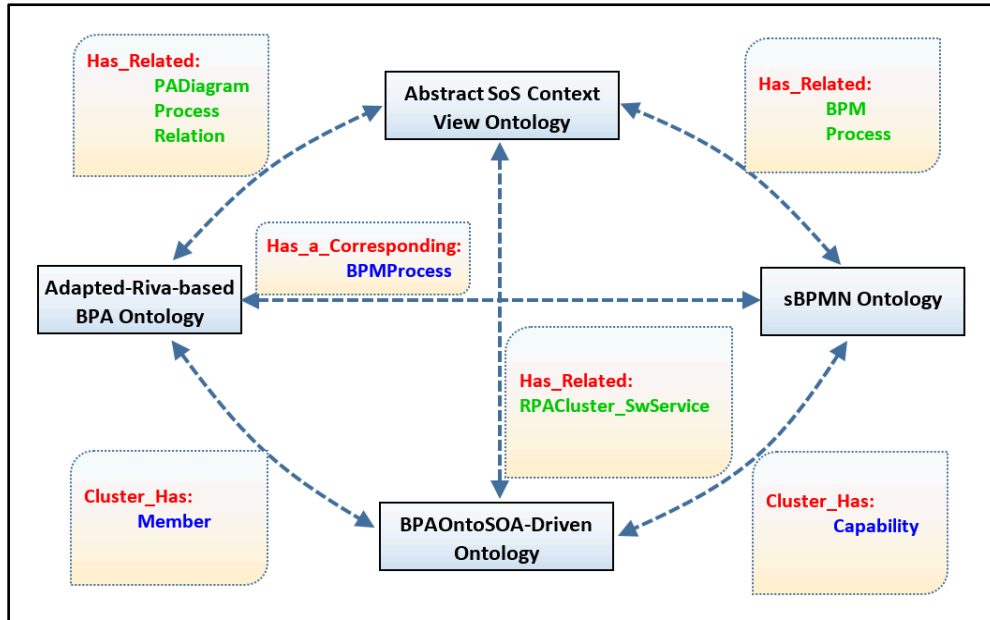 Has_Related:
PADiagram
Process
Relation
Abstract SoS Context
View Ontology
Has_Related:
BPM
Process
Has_a_Corresponding:
BPMProcess
Adapted-Riva-based
BPA Ontology
sBPMN Ontology
Has_Related:
RPACluster_SwService
Cluster_Has:
Member
BPAOntoSOA-Driven
Ontology
Cluster_Has:
Capability